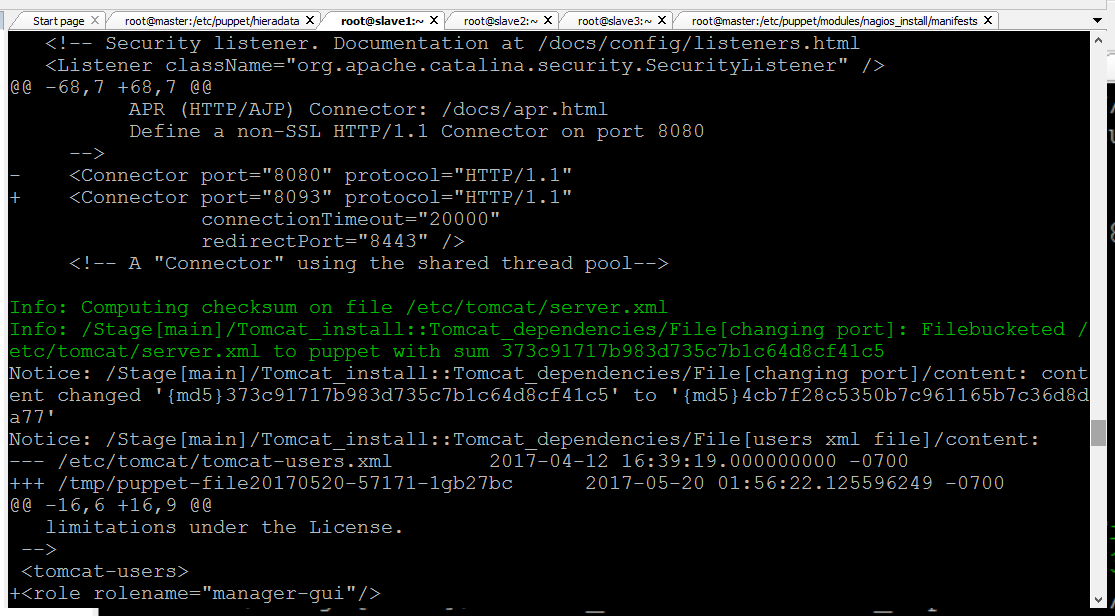 Start page
root@master:/etc/puppet/hieradata
root@slave1:~
root@slave2:~
root@slave3:~
root@master:/etc/puppet/modules/nagios_install/manifests
<!-- Security listener. Documentation at /docs/config/listeners.html
<Listener className="org.apache.catalina.security.SecurityListener" />
@@ -68,7 +68,7 @@
APR (HTTP/AJP) Connector: /docs/apr.html
Define a non-SSL HTTP/1.1 Connector on port 8080
-->
- <Connector port="8080" protocol="HTTP/1.1"
+ <Connector port="8093" protocol="HTTP/1.1"
connectionTimeout="20000"
redirectPort="8443" />
<!-- A "Connector" using the shared thread pool-->
Info: Computing checksum on file /etc/tomcat/server.xml
Info: /Stage[main]/Tomcat_install::Tomcat_dependencies/File[changing port]: Filebucketed /
etc/tomcat/server.xml to puppet with sum 373c91717b983d735c7b1c64d8cf41c5
Notice: /Stage[main]/Tomcat_install::Tomcat_dependencies/File[changing port]/content: cont
ent changed '{md5}373c91717b983d735c7b1c64d8cf41c5' to '{md5}4cb7f28c5350b7c961165b7c36d8d
a77'
Notice: /Stage[main]/Tomcat_install::Tomcat_dependencies/File[users xml file]/content:
--- /etc/tomcat/tomcat-users.xml 2017-04-12 16:39:19.000000000 -0700
+++ /tmp/puppet-file20170520-57171-1gb27bc 2017-05-20 01:56:22.125596249 -0700
@@ -16,6 +16,9 @@
limitations under the License.
-->
<tomcat-users>
+<role rolename="manager-gui"/>